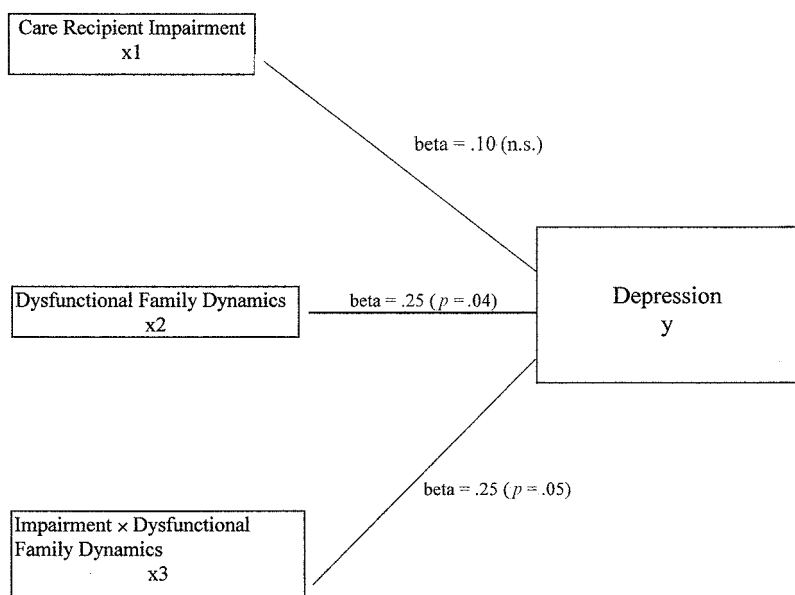 Care Recipient Impairment
x1
beta = .10 (n.s.)
Dysfunctional Family Dynamics
x2
beta = .25 ( p = .04)
Depression
y
beta = .25 ( p = .05)
Impairment × Dysfunctional
Family Dynamics
x3